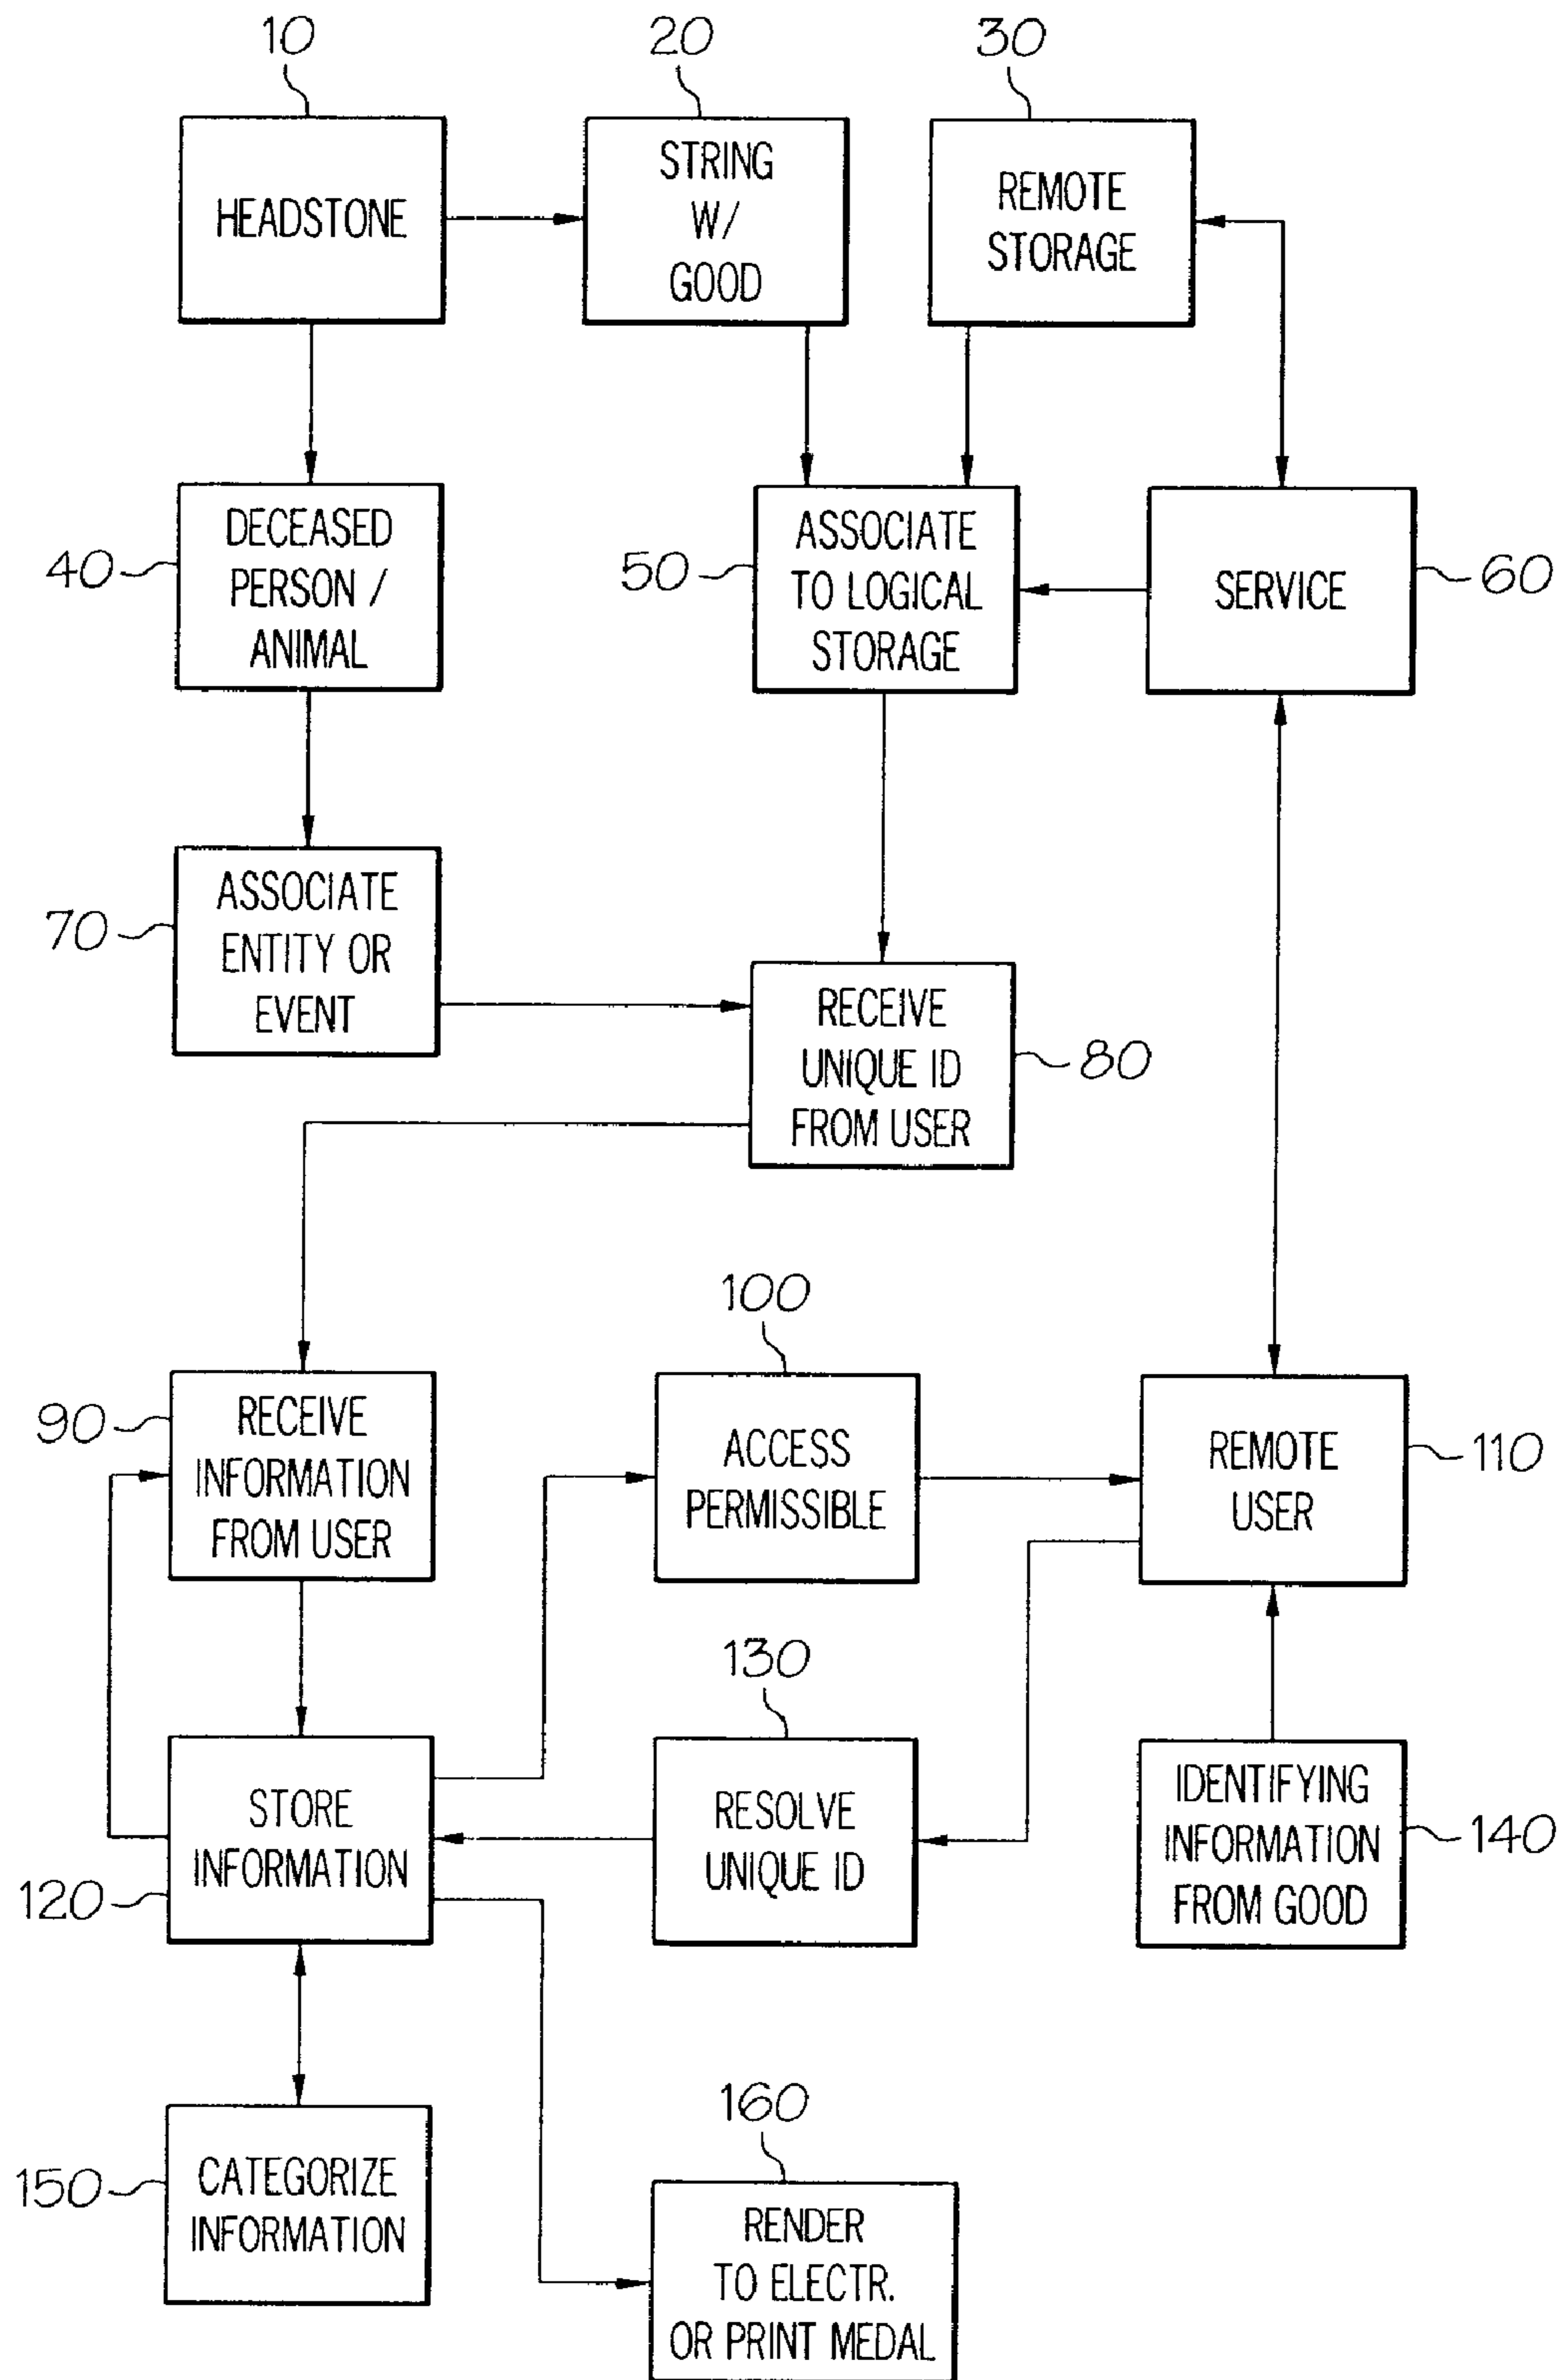 10
20
30
HEADSTONE
STRING
W/
GOOD
REMOTE
STORAGE
40
DECEASED
PERSON /
ANIMAL
50
ASSOCIATE
TO LOGICAL
STORAGE
SERVICE
60
70
ASSOCIATE
ENTITY OR
EVENT
RECEIVE
UNIQUE ID
FROM USER
80
90
RECEIVE
INFORMATION
FROM USER
100
ACCESS
PERMISSIBLE
REMOTE
USER
110
120
STORE
INFORMATION
130
RESOLVE
UNIQUE ID
IDENTIFYING
INFORMATION
FROM GOOD
140
150
CATEGORIZE
INFORMATION
160
RENDER
TO ELECTR.
OR PRINT MEDAL